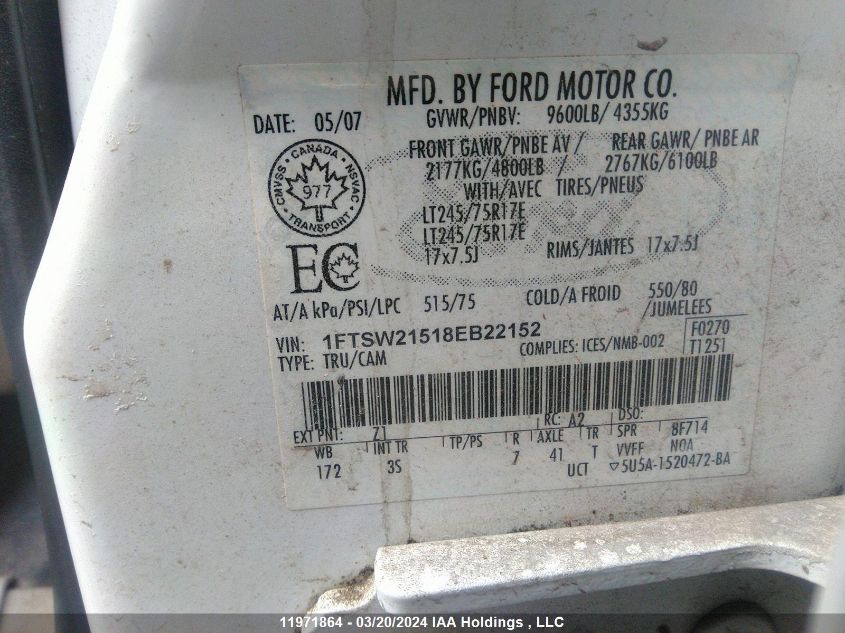 MFD. BY FORD MOTOR CO.
DATE: 05/07 GVWR/PNBV: 9600LB/ 4355KG
FRONT GAWR/PNBE AV / REAR GAWR/ PNBE AR
2177KG/4800LB / 2767KG/6100LB
WITH/AVEC TIRES/PNEUS
LT245/75R17E
LT245/75R17E
17x7.5J RIMS/JANTES 17x7.5J
CMVSS • CANADA • NSVAC
977
TRANSPORT
EC
AT/A kPa/PSI/LPC 515/75 COLD/A FROID 550/80
/JUMELEES
VIN: 1FTSW21518EB22152
TYPE: TRU/CAM COMPLIES: ICES/NMB-002
F0270
T1251
EXT PNT: Z1 RC: A2 DSO:
WB INT TR TP/PS R AXLE TR SPR 8F714
172 3S 7 41 T VVFF NOA
UCT 5U5A-1520472-BA
11971864 - 03/20/2024 IAA Holdings , LLC